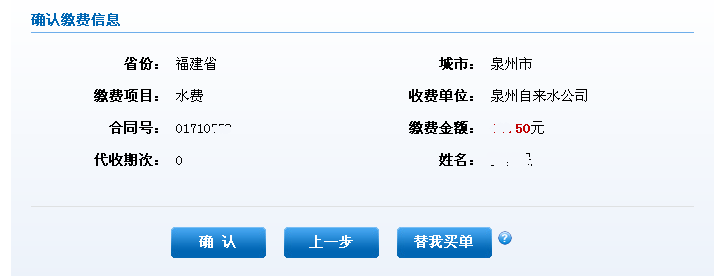 确认缴费信息
省份： 福建省 城市： 泉州市
缴费项目： 水费 收费单位： 泉州自来水公司
合同号： 01710 缴费金额： .50元
代收期次： 0 姓名：
确 认 上一步 替我买单 ?